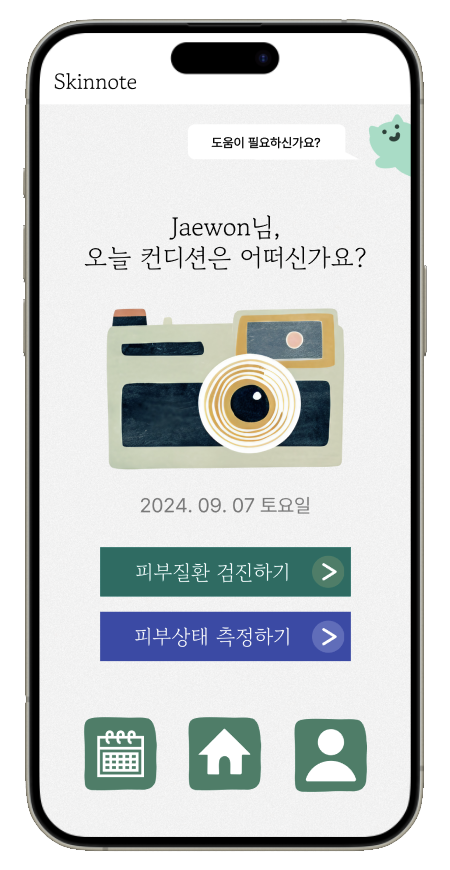 Skinnote
도움이 필요하신가요?
Jaewon님,
오늘 컨디션은 어떠신가요?
2024. 09. 07 토요일
피부질환 검진하기
피부상태 측정하기